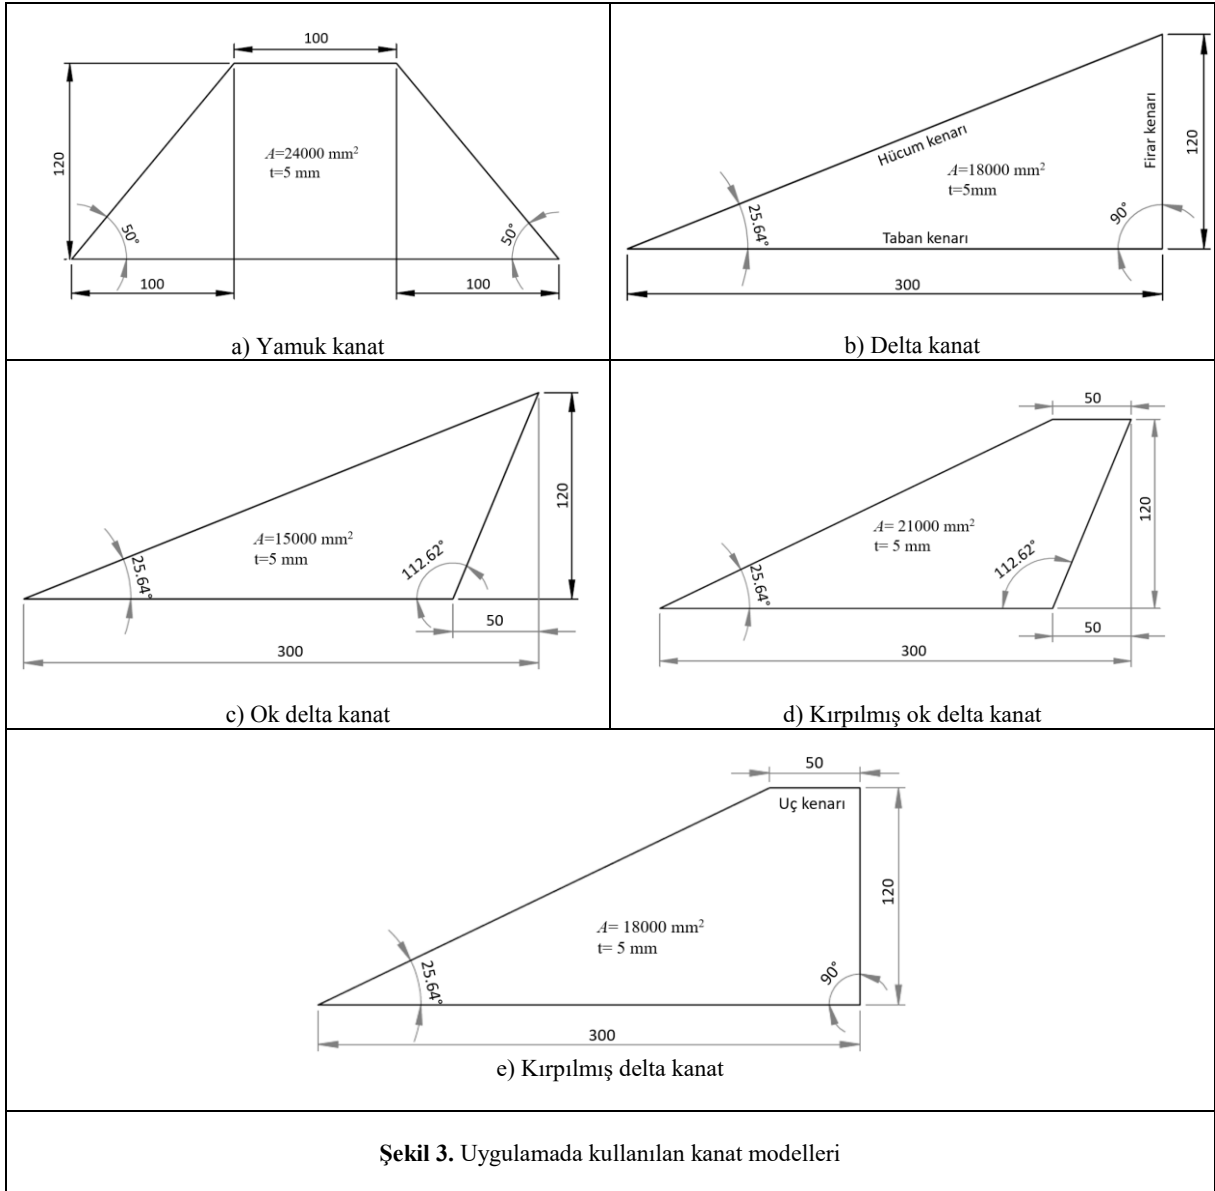 100
120
A=24000 mm²
t=5 mm
50°
50°
100
100
a) Yamuk kanat
Hücum kenarı
Firar kenarı
120
A=18000 mm²
t=5mm
25.64°
90°
Taban kenarı
300
b) Delta kanat
120
A=15000 mm²
t=5 mm
25.64°
112.62°
50
300
c) Ok delta kanat
50
120
A= 21000 mm²
t= 5 mm
25.64°
112.62°
50
300
d) Kırpılmış ok delta kanat
50
Uç kenarı
120
A= 18000 mm²
t= 5 mm
25.64°
90°
300
e) Kırpılmış delta kanat
Şekil 3. Uygulamada kullanılan kanat modelleri